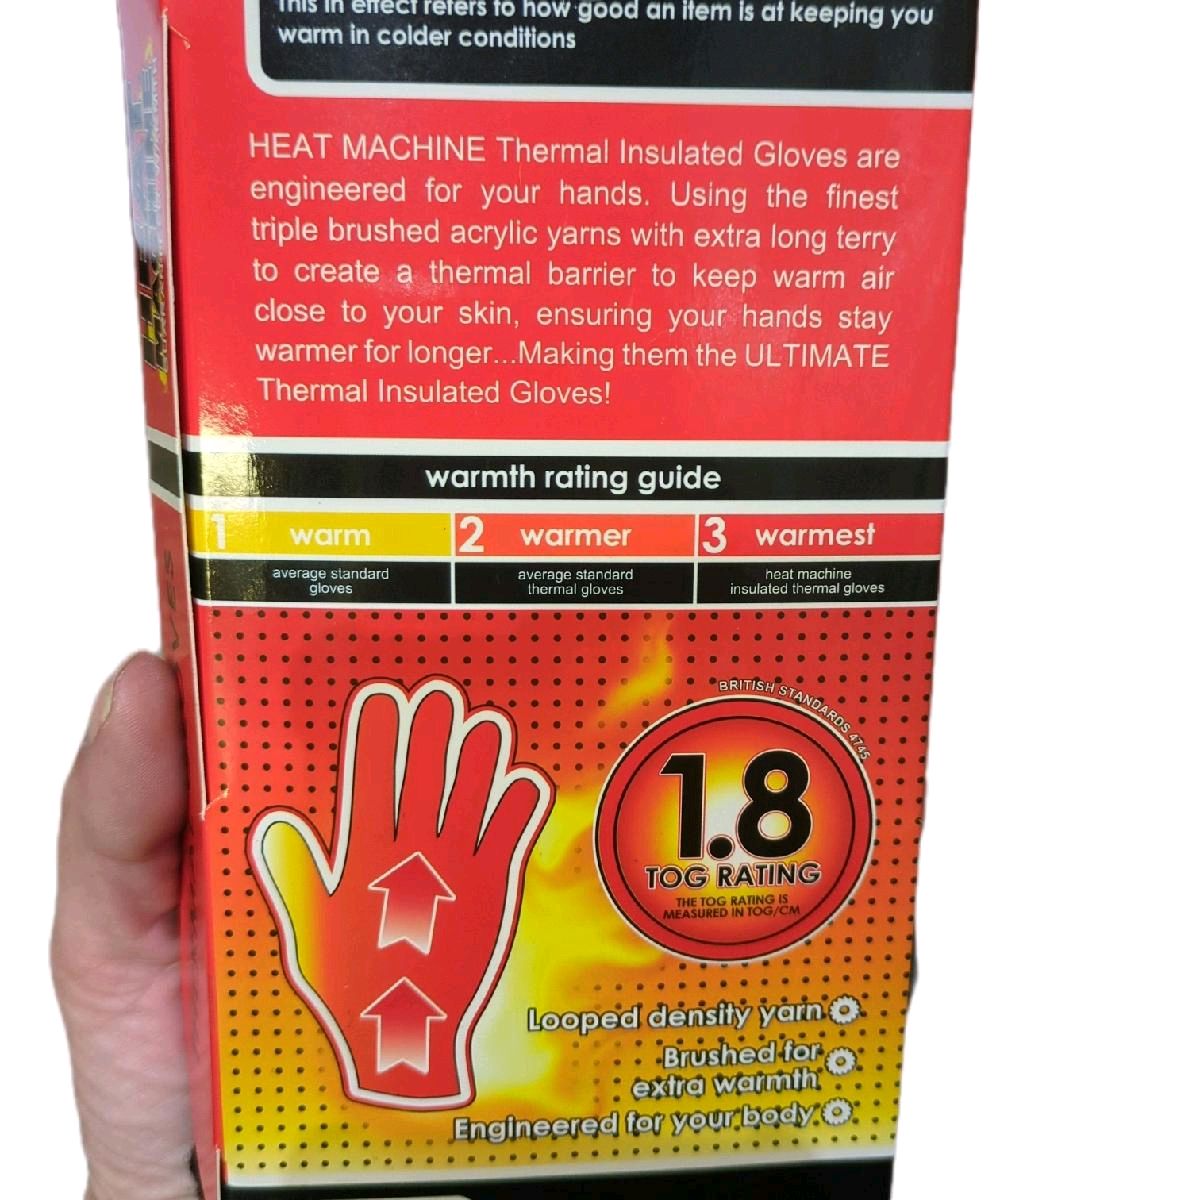 This in effect refers to how good an item is at keeping you
warm in colder conditions
HEAT MACHINE Thermal Insulated Gloves are
engineered for your hands. Using the finest
triple brushed acrylic yarns with extra long terry
to create a thermal barrier to keep warm air
close to your skin, ensuring your hands stay
warmer for longer...Making them the ULTIMATE
Thermal Insulated Gloves!
warmth rating guide
1 warm
average standard
gloves
2 warmer
average standard
thermal gloves
3 warmest
heat machine
insulated thermal gloves
BRITISH STANDARDS 4745
1.8
TOG RATING
THE TOG RATING IS
MEASURED IN TOG/CM
Looped density yarn
Brushed for
extra warmth
Engineered for your body